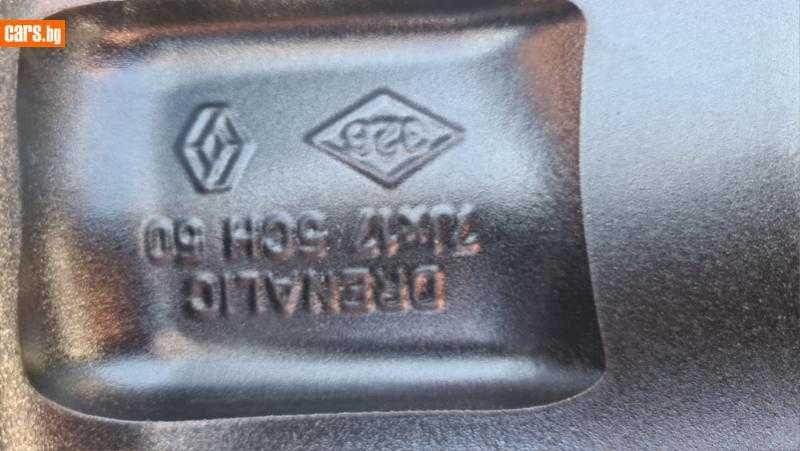 cars.bg
DRENALIC
7Jx17 5CH 50